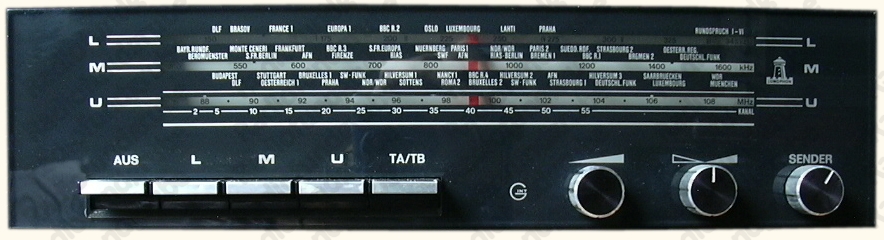 DLF BRASOV FRANCE 1 EUROPA 1 BBC R.2 OSLO LUXEMBOURG LAHTI PRAHA RUNDSPRUCH I-VI
L L
BAYR.RUNDF. MONTE CENERI FRANKFURT BBC R.3 S.FR.EUROPA NUERNBERG PARIS 1 NDR/WDR PARIS 2 SUEDD.RDF. STRASBOURG 2 OESTERR.REG.
BEROMUENSTER S.FR.BERLIN AFN FIRENZE RIAS SWF AFN RIAS-BERLIN BREMEN 1 BBC R.1 BREMEN 2 DEUTSCHL.FUNK
M 550 600 700 800 1000 1200 1400 1600 kHz M
BUDAPEST STUTTGART BRUXELLES 1 SW-FUNK HILVERSUM 1 NANCY 1 BBC R.4 HILVERSUM 2 AFN HILVERSUM 3 SAARBRUECKEN WDR
DLF OESTERREICH 1 PRAHA NDR/WDR SOTTENS ROMA 2 BRUXELLES 2 SW-FUNK STRASBOURG 1 DEUTSCHL.FUNK LUXEMBOURG MUENCHEN
U 88 90 92 94 96 98 100 102 104 106 108 MHz U
2 5 10 15 20 25 30 35 40 45 50 55 KANAL
AUS L M U TA/TB SENDER